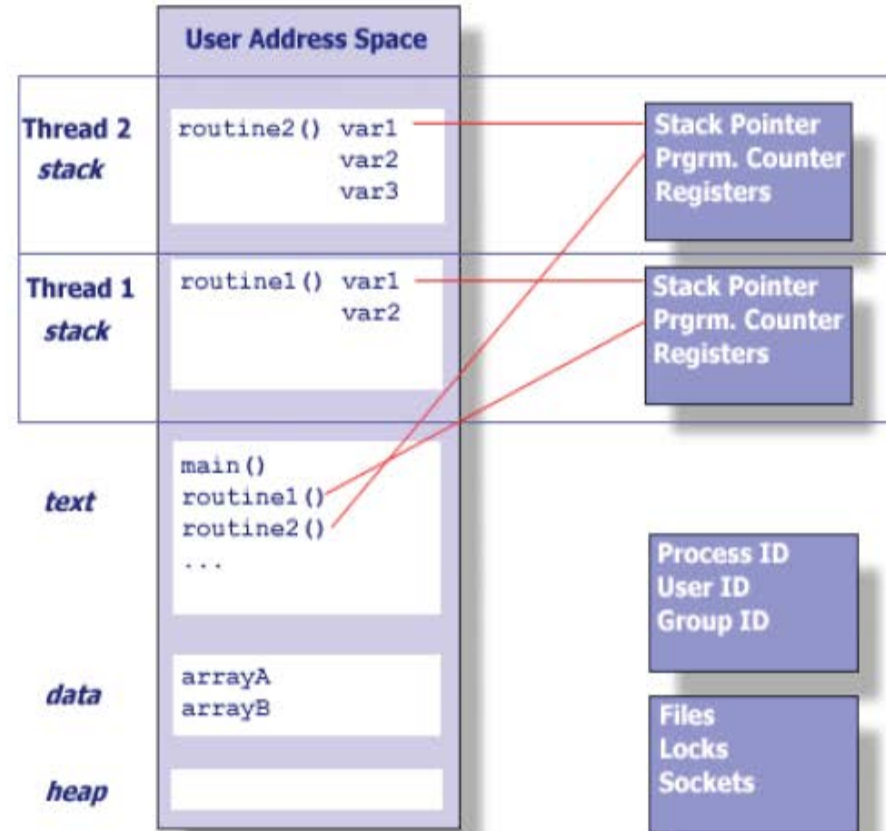 User Address Space
Thread 2
stack
routine2() var1
var2
var3
Stack Pointer
Prgrm. Counter
Registers
Thread 1
stack
routine1() var1
var2
Stack Pointer
Prgrm. Counter
Registers
text
main()
routine1()
routine2()
...
Process ID
User ID
Group ID
data
arrayA
arrayB
Files
Locks
Sockets
heap